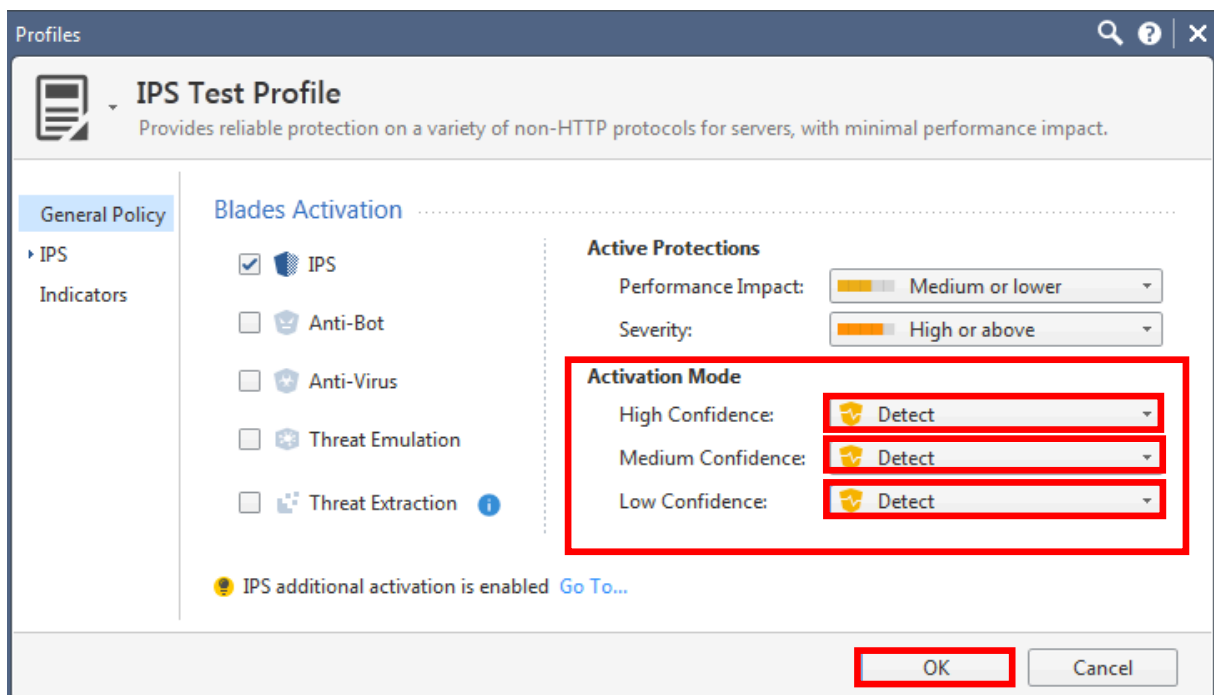 Profiles
IPS Test Profile
Provides reliable protection on a variety of non-HTTP protocols for servers, with minimal performance impact.
General Policy
IPS
Indicators
Blades Activation
IPS
Anti-Bot
Anti-Virus
Threat Emulation
Threat Extraction
Active Protections
Performance Impact: Medium or lower
Severity: High or above
Activation Mode
High Confidence: Detect
Medium Confidence: Detect
Low Confidence: Detect
IPS additional activation is enabled Go To...
OK Cancel